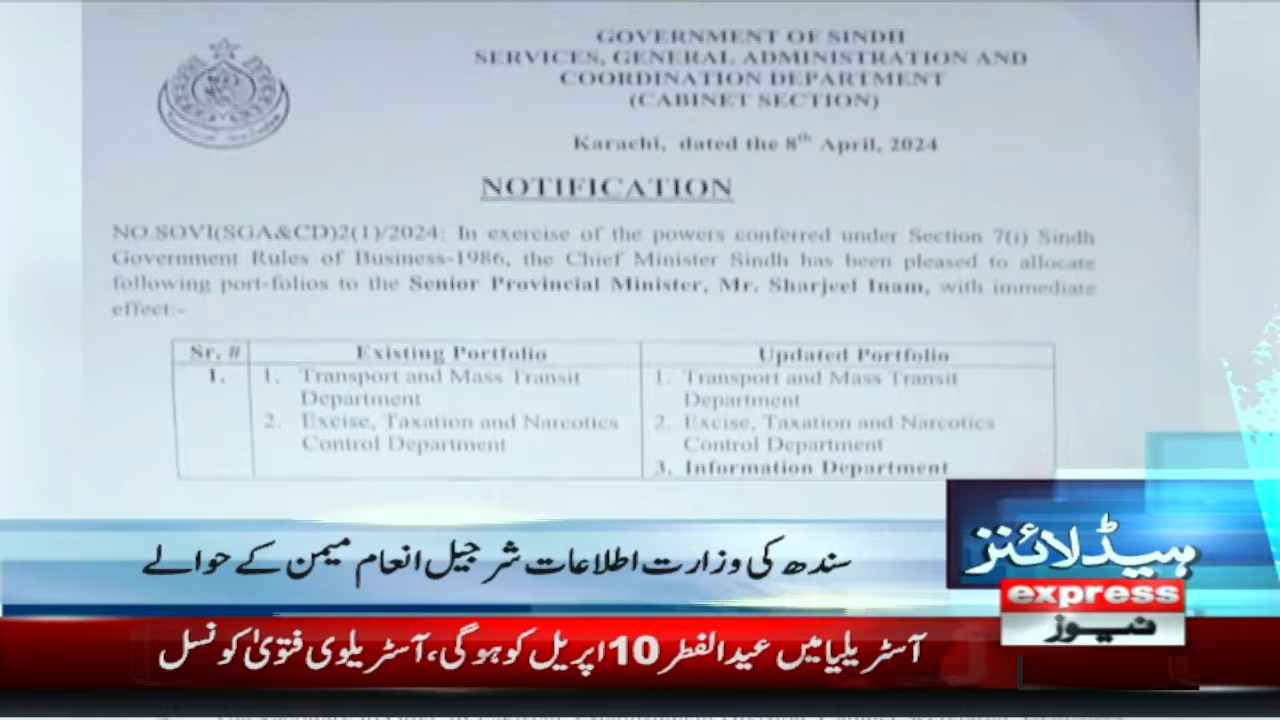 GOVERNMENT OF SINDH
SERVICES, GENERAL ADMINISTRATION AND
COORDINATION DEPARTMENT
(CABINET SECTION)
Karachi, dated the 8th April, 2024
NOTIFICATION
NO.SOVI(SGA&CD)2(1)/2024: In exercise of the powers conferred under Section 7(i) Sindh
Government Rules of Business-1986, the Chief Minister Sindh has been pleased to allocate
following port-folios to the Senior Provincial Minister, Mr. Sharjeel Inam, with immediate
effect:-
Sr. # Existing Portfolio Updated Portfolio
1. 1. Transport and Mass Transit 1. Transport and Mass Transit
Department Department
2. Excise, Taxation and Narcotics 2. Excise, Taxation and Narcotics
Control Department Control Department
3. Information Department
سندھ کی وزارت اطلاعات شرجیل انعام میمن کے حوالے
ہیڈلائنز
express
نیوز
آسٹریلیا میں عیدالفطر 10 اپریل کو ہوگی، آسٹریلوی فتویٰ کونسل